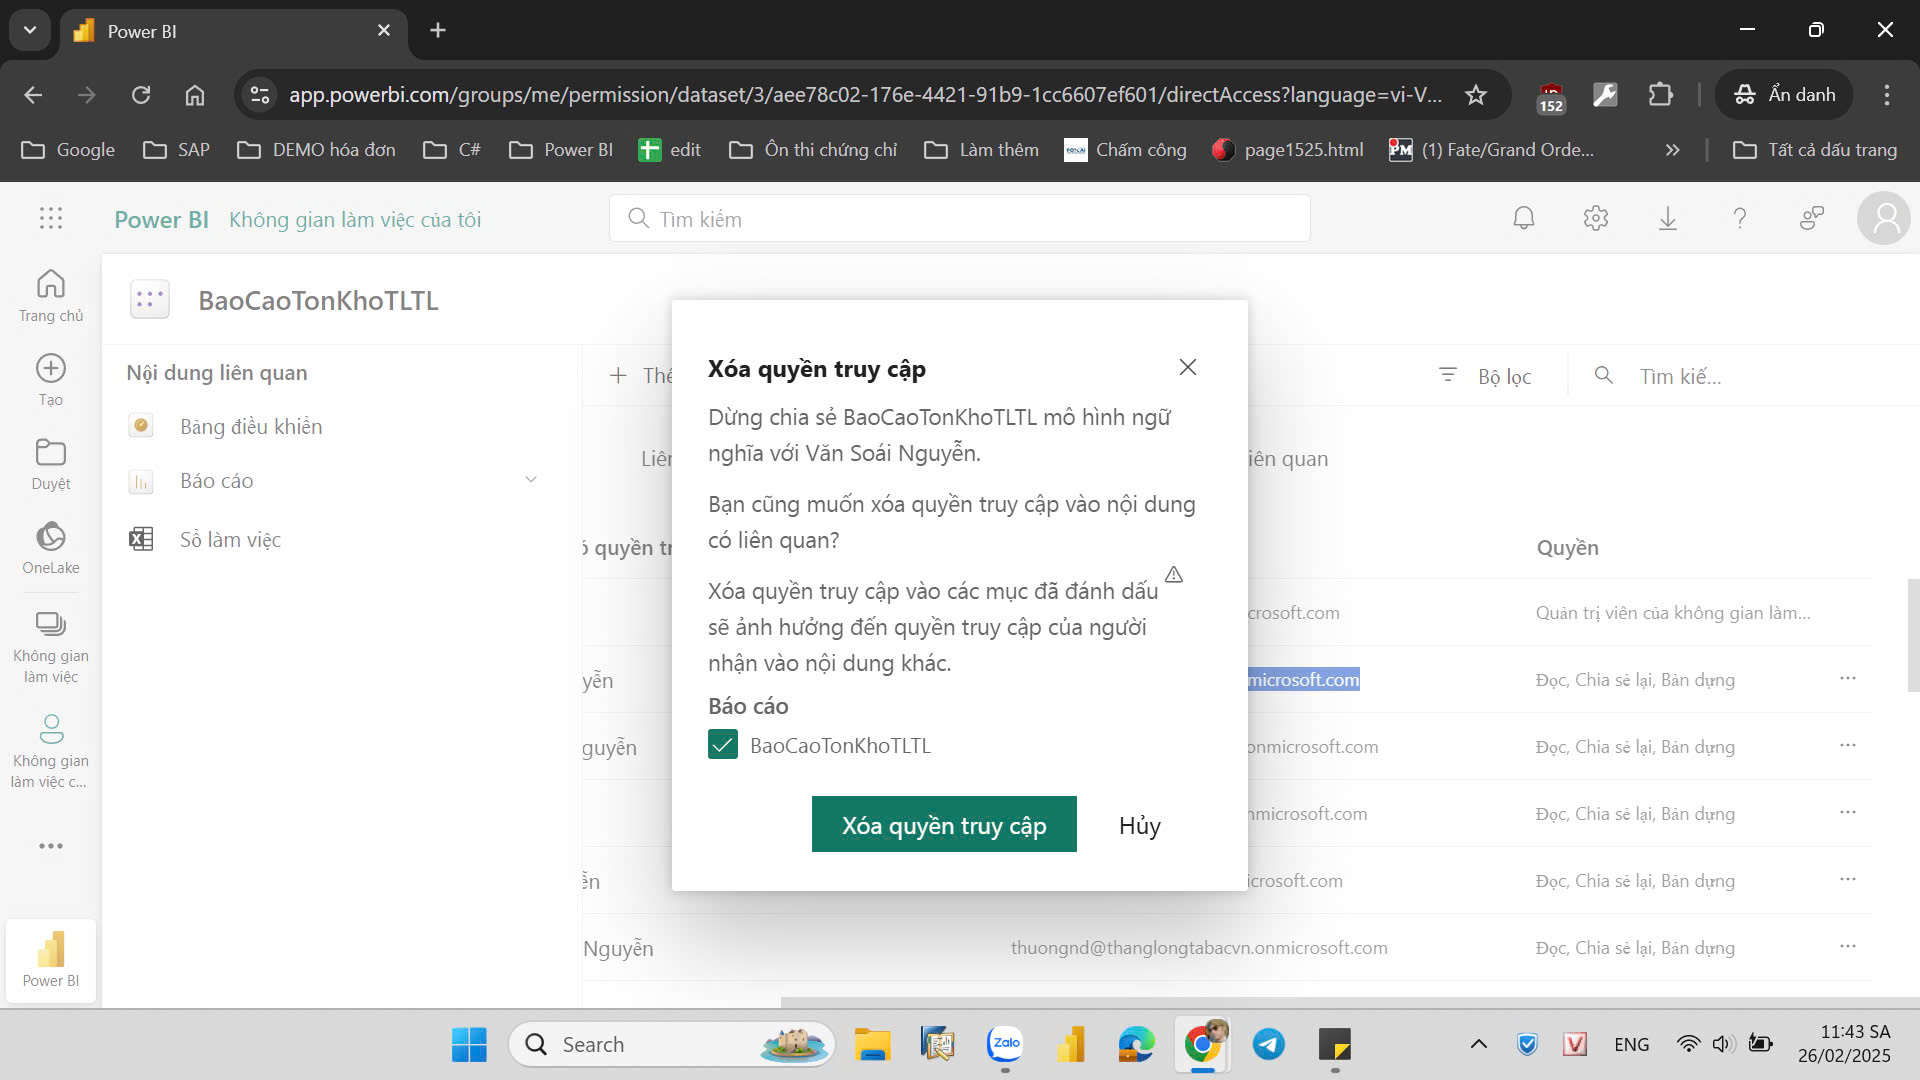 Power BI
app.powerbi.com/groups/me/permission/dataset/3/aee78c02-176e-4421-91b9-1cc6607ef601/directAccess?language=vi-V...
152
Ẩn danh
Google
SAP
DEMO hóa đơn
C#
Power BI
edit
Ôn thi chứng chỉ
Làm thêm
Chấm công
page1525.html
(1) Fate/Grand Orde...
Tất cả dấu trang
Power BI
Không gian làm việc của tôi
Tìm kiếm
Trang chủ
Tạo
Duyệt
OneLake
Không gian
làm việc
Không gian
làm việc c...
Power BI
BaoCaoTonKhoTLTL
Nội dung liên quan
Bảng điều khiển
Báo cáo
Sổ làm việc
Bộ lọc
Tìm kiế...
iên quan
quyền
Quyền
crosoft.com
Quản trị viên của không gian làm...
yễn
microsoft.com
Đọc, Chia sẻ lại, Bản dựng
guyễn
onmicrosoft.com
Đọc, Chia sẻ lại, Bản dựng
nmicrosoft.com
Đọc, Chia sẻ lại, Bản dựng
ễn
icrosoft.com
Đọc, Chia sẻ lại, Bản dựng
Nguyễn
thuongnd@thanglongtabacvn.onmicrosoft.com
Đọc, Chia sẻ lại, Bản dựng
Xóa quyền truy cập
Dừng chia sẻ BaoCaoTonKhoTLTL mô hình ngữ
nghĩa với Văn Soái Nguyễn.
Bạn cũng muốn xóa quyền truy cập vào nội dung
có liên quan?
Xóa quyền truy cập vào các mục đã đánh dấu
sẽ ảnh hưởng đến quyền truy cập của người
nhận vào nội dung khác.
Báo cáo
BaoCaoTonKhoTLTL
Xóa quyền truy cập
Hủy
Search
Zalo
ENG
11:43 SA
26/02/2025